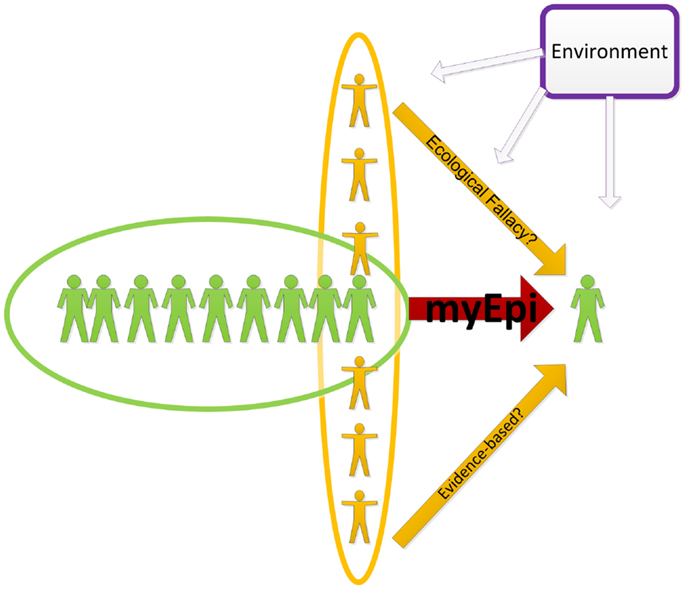 Environment
Ecological Fallacy?
myEpi
Evidence-based?